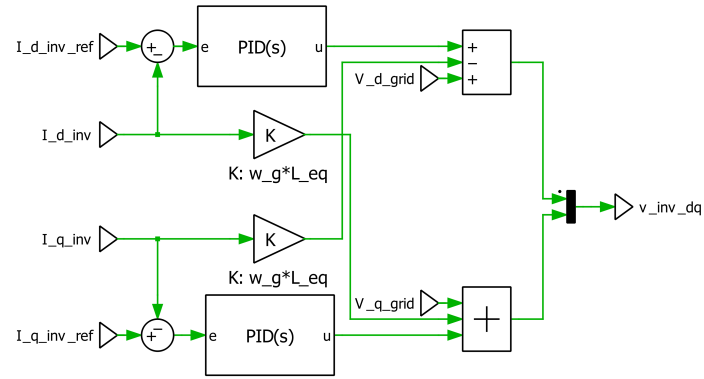 I_d_inv_ref
+
−
e PID(s) u
+
−
+
V_d_grid
I_d_inv
K
K: w_g*L_eq
v_inv_dq
I_q_inv
K
K: w_g*L_eq
V_q_grid
I_q_inv_ref
−
+
e PID(s) u
+